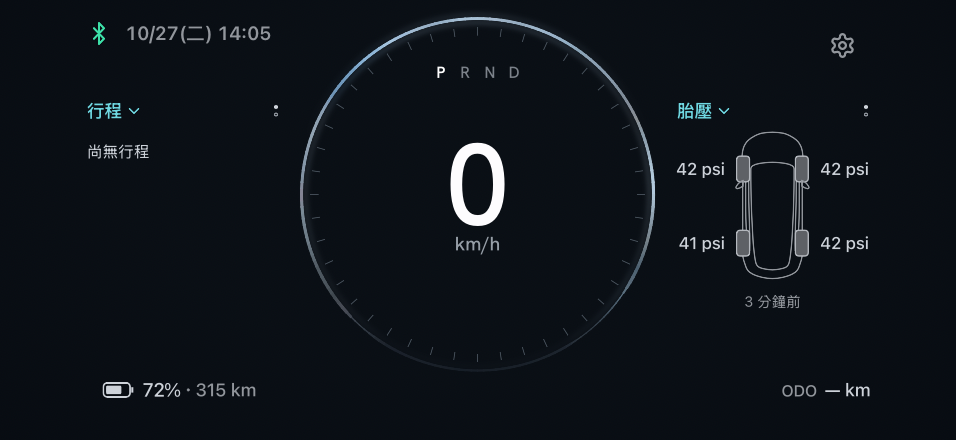 10/27(二) 14:05
P R N D
行程
尚無行程
0
km/h
胎壓
42 psi
42 psi
41 psi
42 psi
3 分鐘前
72% · 315 km
ODO — km